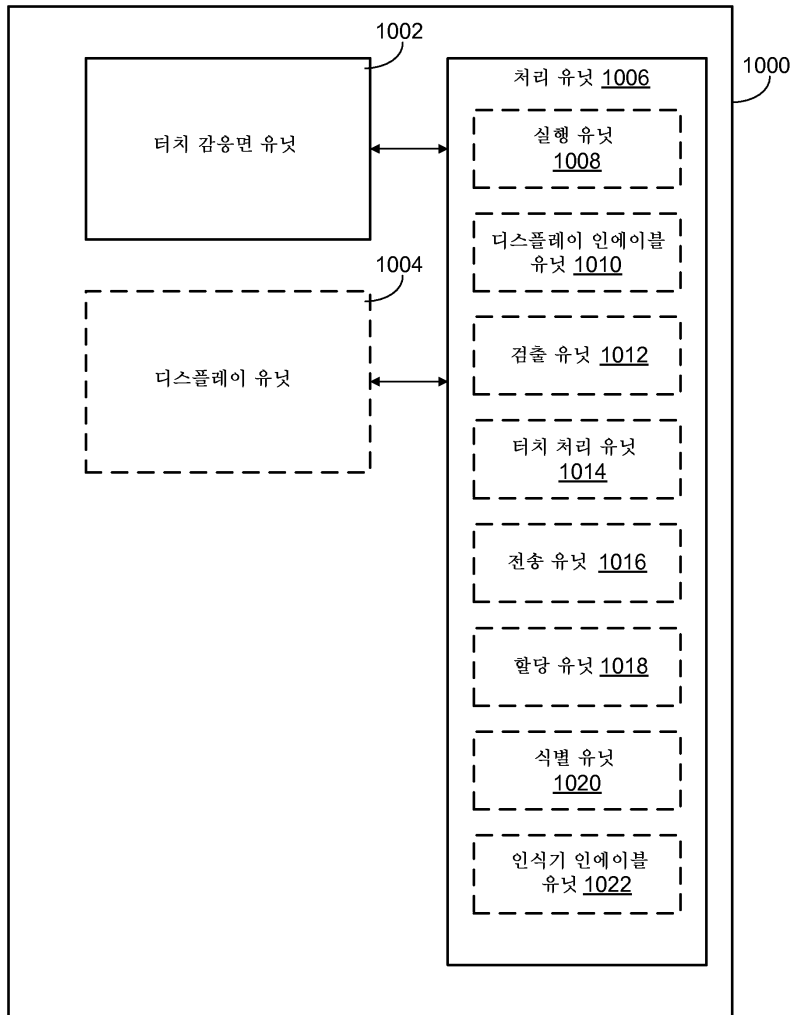 1002
터치 감응면 유닛
1004
디스플레이 유닛
처리 유닛 1006
실행 유닛
1008
디스플레이 인에이블
유닛 1010
검출 유닛 1012
터치 처리 유닛
1014
전송 유닛 1016
할당 유닛 1018
식별 유닛
1020
인식기 인에이블
유닛 1022
1000